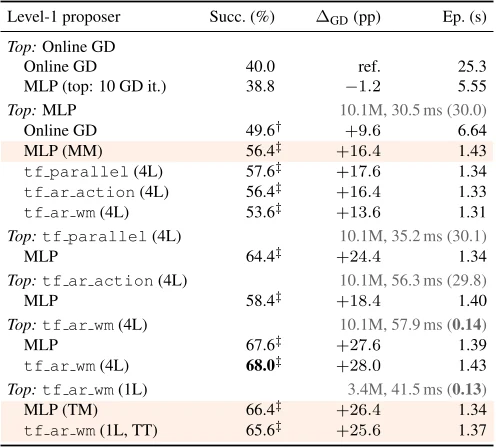 Level-1 proposer Succ. (%) Δ_GD (pp) Ep. (s)
Top: Online GD
Online GD 40.0 ref. 25.3
MLP (top: 10 GD it.) 38.8 −1.2 5.55
Top: MLP 10.1M, 30.5 ms (30.0)
Online GD 49.6† +9.6 6.64
MLP (MM) 56.4‡ +16.4 1.43
tf_parallel (4L) 57.6‡ +17.6 1.34
tf_ar_action (4L) 56.4‡ +16.4 1.33
tf_ar_wm (4L) 53.6‡ +13.6 1.31
Top: tf_parallel (4L) 10.1M, 35.2 ms (30.1)
MLP 64.4‡ +24.4 1.34
Top: tf_ar_action (4L) 10.1M, 56.3 ms (29.8)
MLP 58.4‡ +18.4 1.40
Top: tf_ar_wm (4L) 10.1M, 57.9 ms (0.14)
MLP 67.6‡ +27.6 1.39
tf_ar_wm (4L) 68.0‡ +28.0 1.43
Top: tf_ar_wm (1L) 3.4M, 41.5 ms (0.13)
MLP (TM) 66.4‡ +26.4 1.34
tf_ar_wm (1L, TT) 65.6‡ +25.6 1.37